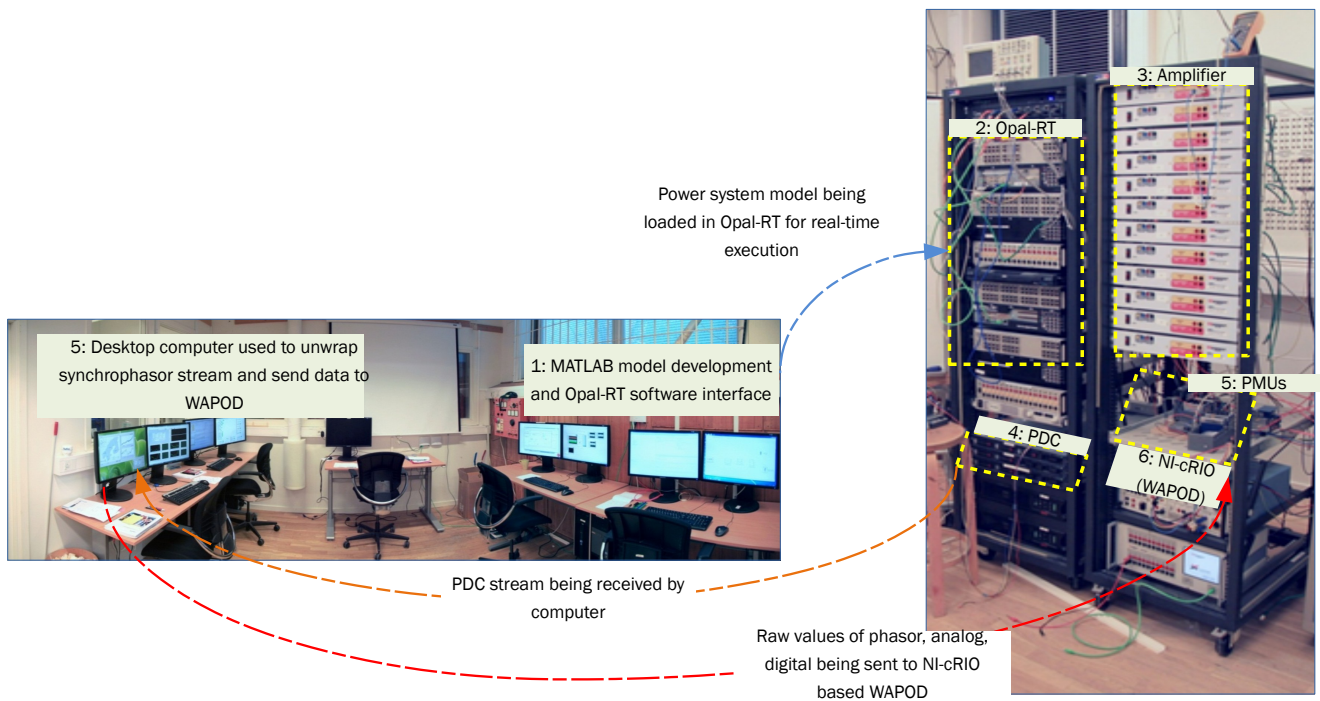 3: Amplifier
2: Opal-RT
Power system model being
loaded in Opal-RT for real-time
execution
5: Desktop computer used to unwrap
synchrophasor stream and send data to
WAPOD
1: MATLAB model development
and Opal-RT software interface
5: PMUs
4: PDC
6: NI-cRIO
(WAPOD)
PDC stream being received by
computer
Raw values of phasor, analog,
digital being sent to NI-cRIO
based WAPOD